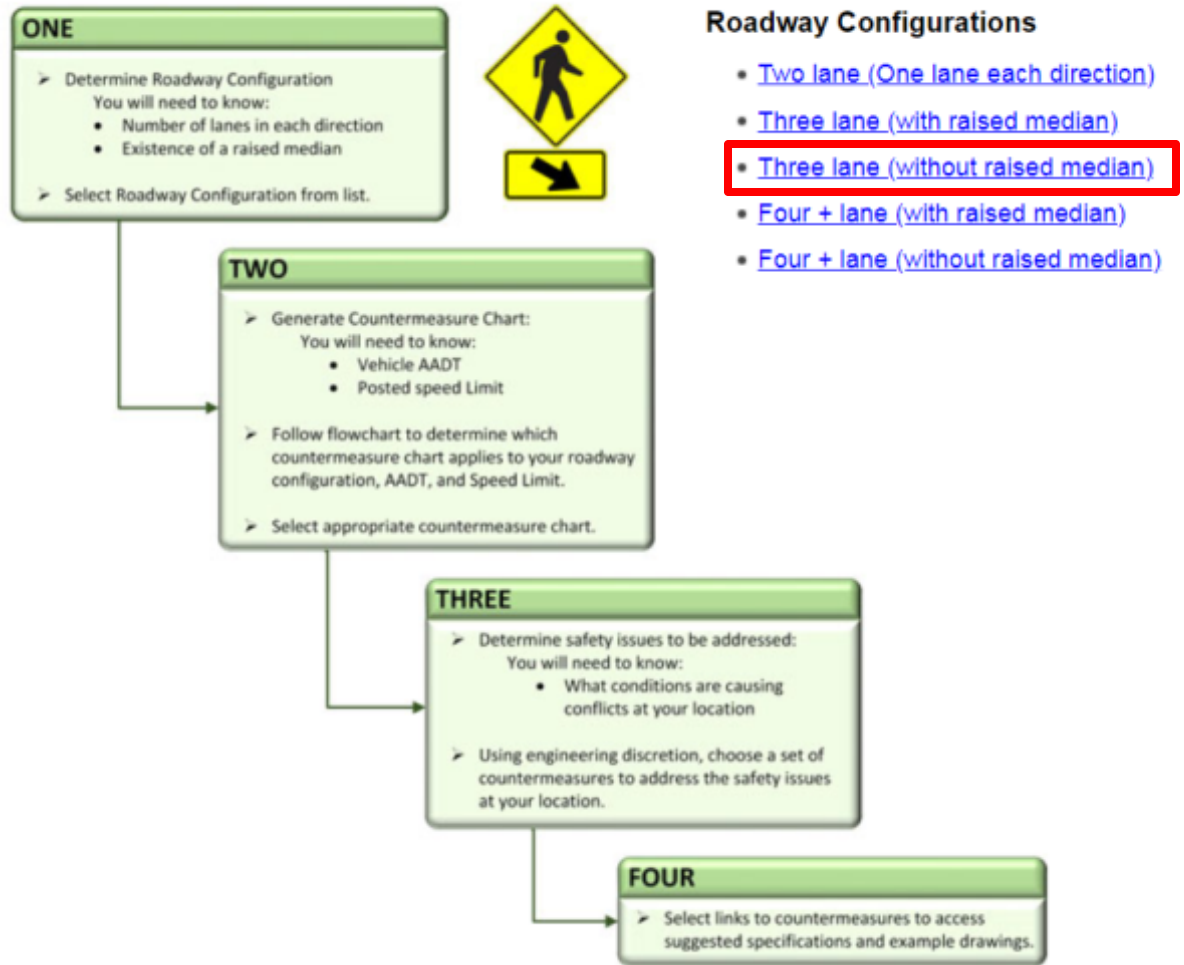 ONE
➢ Determine Roadway Configuration
You will need to know:
• Number of lanes in each direction
• Existence of a raised median
➢ Select Roadway Configuration from list.
Roadway Configurations
• Two lane (One lane each direction)
• Three lane (with raised median)
• Three lane (without raised median)
• Four + lane (with raised median)
• Four + lane (without raised median)
TWO
➢ Generate Countermeasure Chart:
You will need to know:
• Vehicle AADT
• Posted speed Limit
➢ Follow flowchart to determine which
countermeasure chart applies to your roadway
configuration, AADT, and Speed Limit.
➢ Select appropriate countermeasure chart.
THREE
➢ Determine safety issues to be addressed:
You will need to know:
• What conditions are causing
conflicts at your location
➢ Using engineering discretion, choose a set of
countermeasures to address the safety issues
at your location.
FOUR
➢ Select links to countermeasures to access
suggested specifications and example drawings.